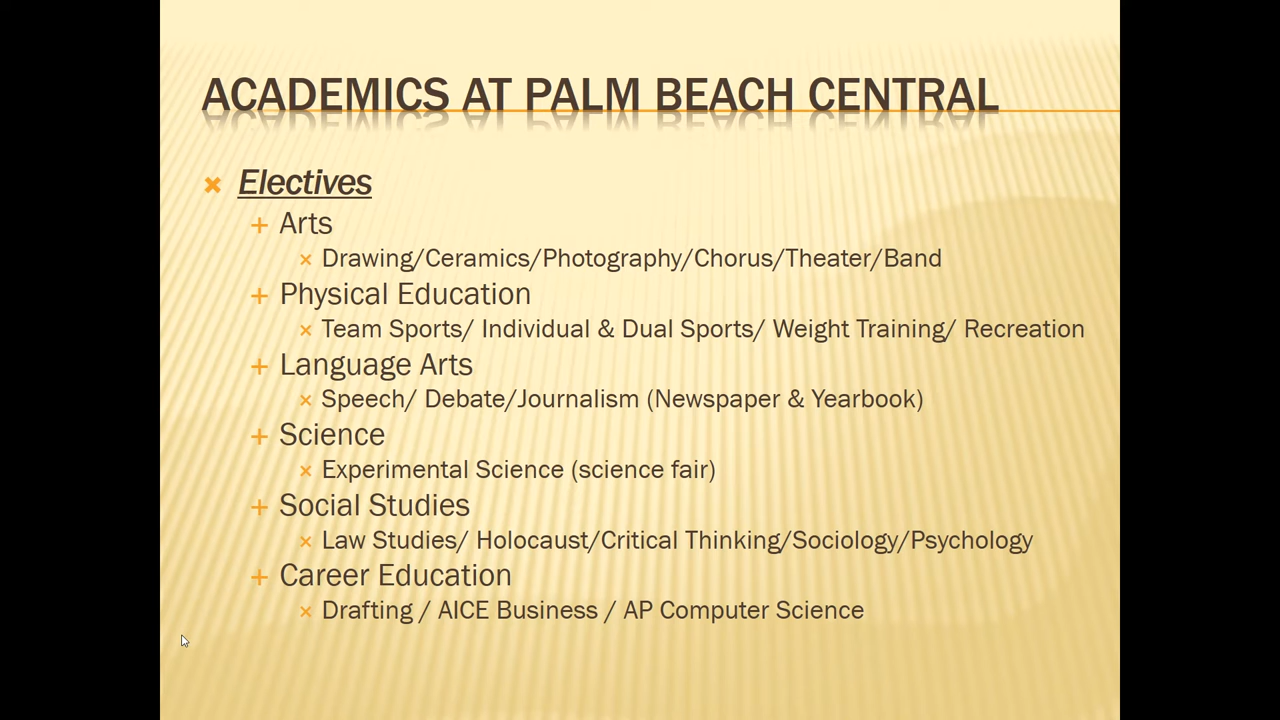 ACADEMICS AT PALM BEACH CENTRAL
Electives
Arts
Drawing/Ceramics/Photography/Chorus/Theater/Band
Physical Education
Team Sports/ Individual & Dual Sports/ Weight Training/ Recreation
Language Arts
Speech/ Debate/Journalism (Newspaper & Yearbook)
Science
Experimental Science (science fair)
Social Studies
Law Studies/ Holocaust/Critical Thinking/Sociology/Psychology
Career Education
Drafting / AICE Business / AP Computer Science